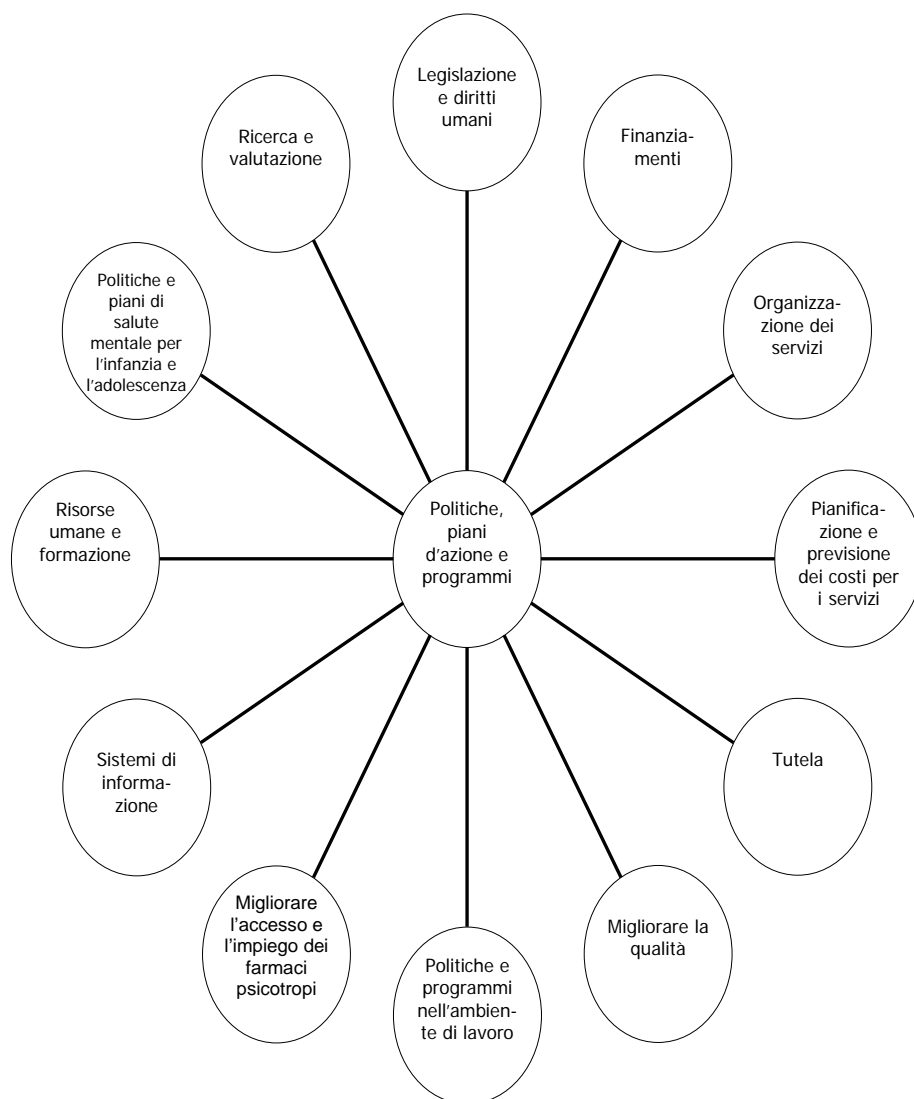 Legislazione
e diritti
umani
Finanzia-
menti
Organizza-
zione dei
servizi
Pianific-
azione e
previsione
dei costi per
i servizi
Tutela
Migliorare la
qualità
Politiche e
programmi
nell'ambien-
te di lavoro
Migliorare
l'accesso e
l'impiego dei
farmaci
psicotropi
Sistemi di
informa-
zione
Risorse
umane e
formazione
Politiche e
piani di
salute
mentale per
l'infanzia e
l'adolescenza
Ricerca e
valutazione
Politiche,
piani
d'azione e
programmi